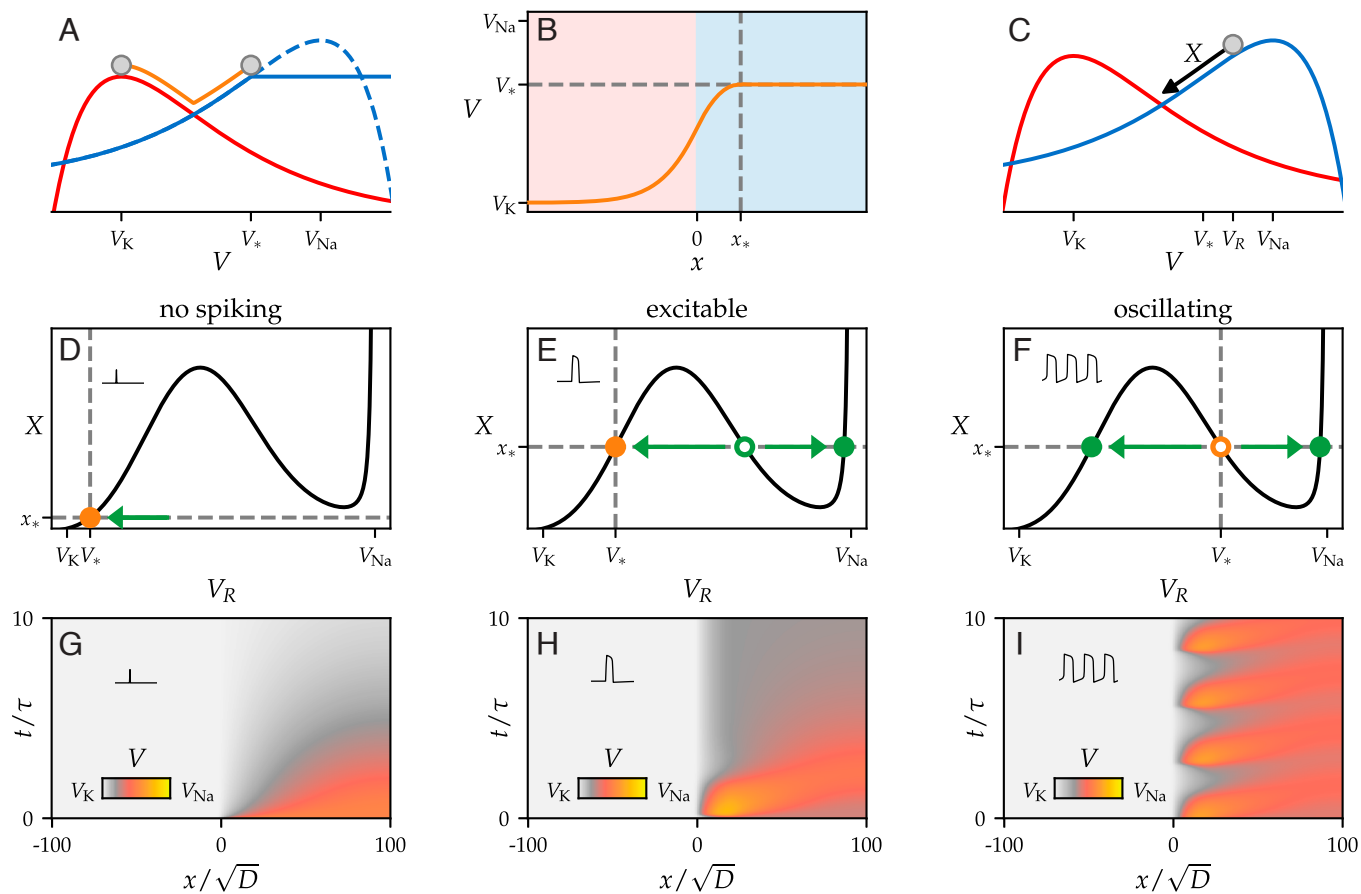 A
V_K V_* V_Na
V
B
V_Na
V_*
V
V_K
0 x_*
x
C
X
V_K V_* V_R V_Na
V
no spiking
D
X
x_*
V_K V_* V_Na
V_R
excitable
E
X
x_*
V_K V_* V_Na
V_R
oscillating
F
X
x_*
V_K V_* V_Na
V_R
G
10
t/τ
V
V_K V_Na
0
-100 0 100
x/√D
H
10
t/τ
V
V_K V_Na
0
-100 0 100
x/√D
I
10
t/τ
V
V_K V_Na
0
-100 0 100
x/√D